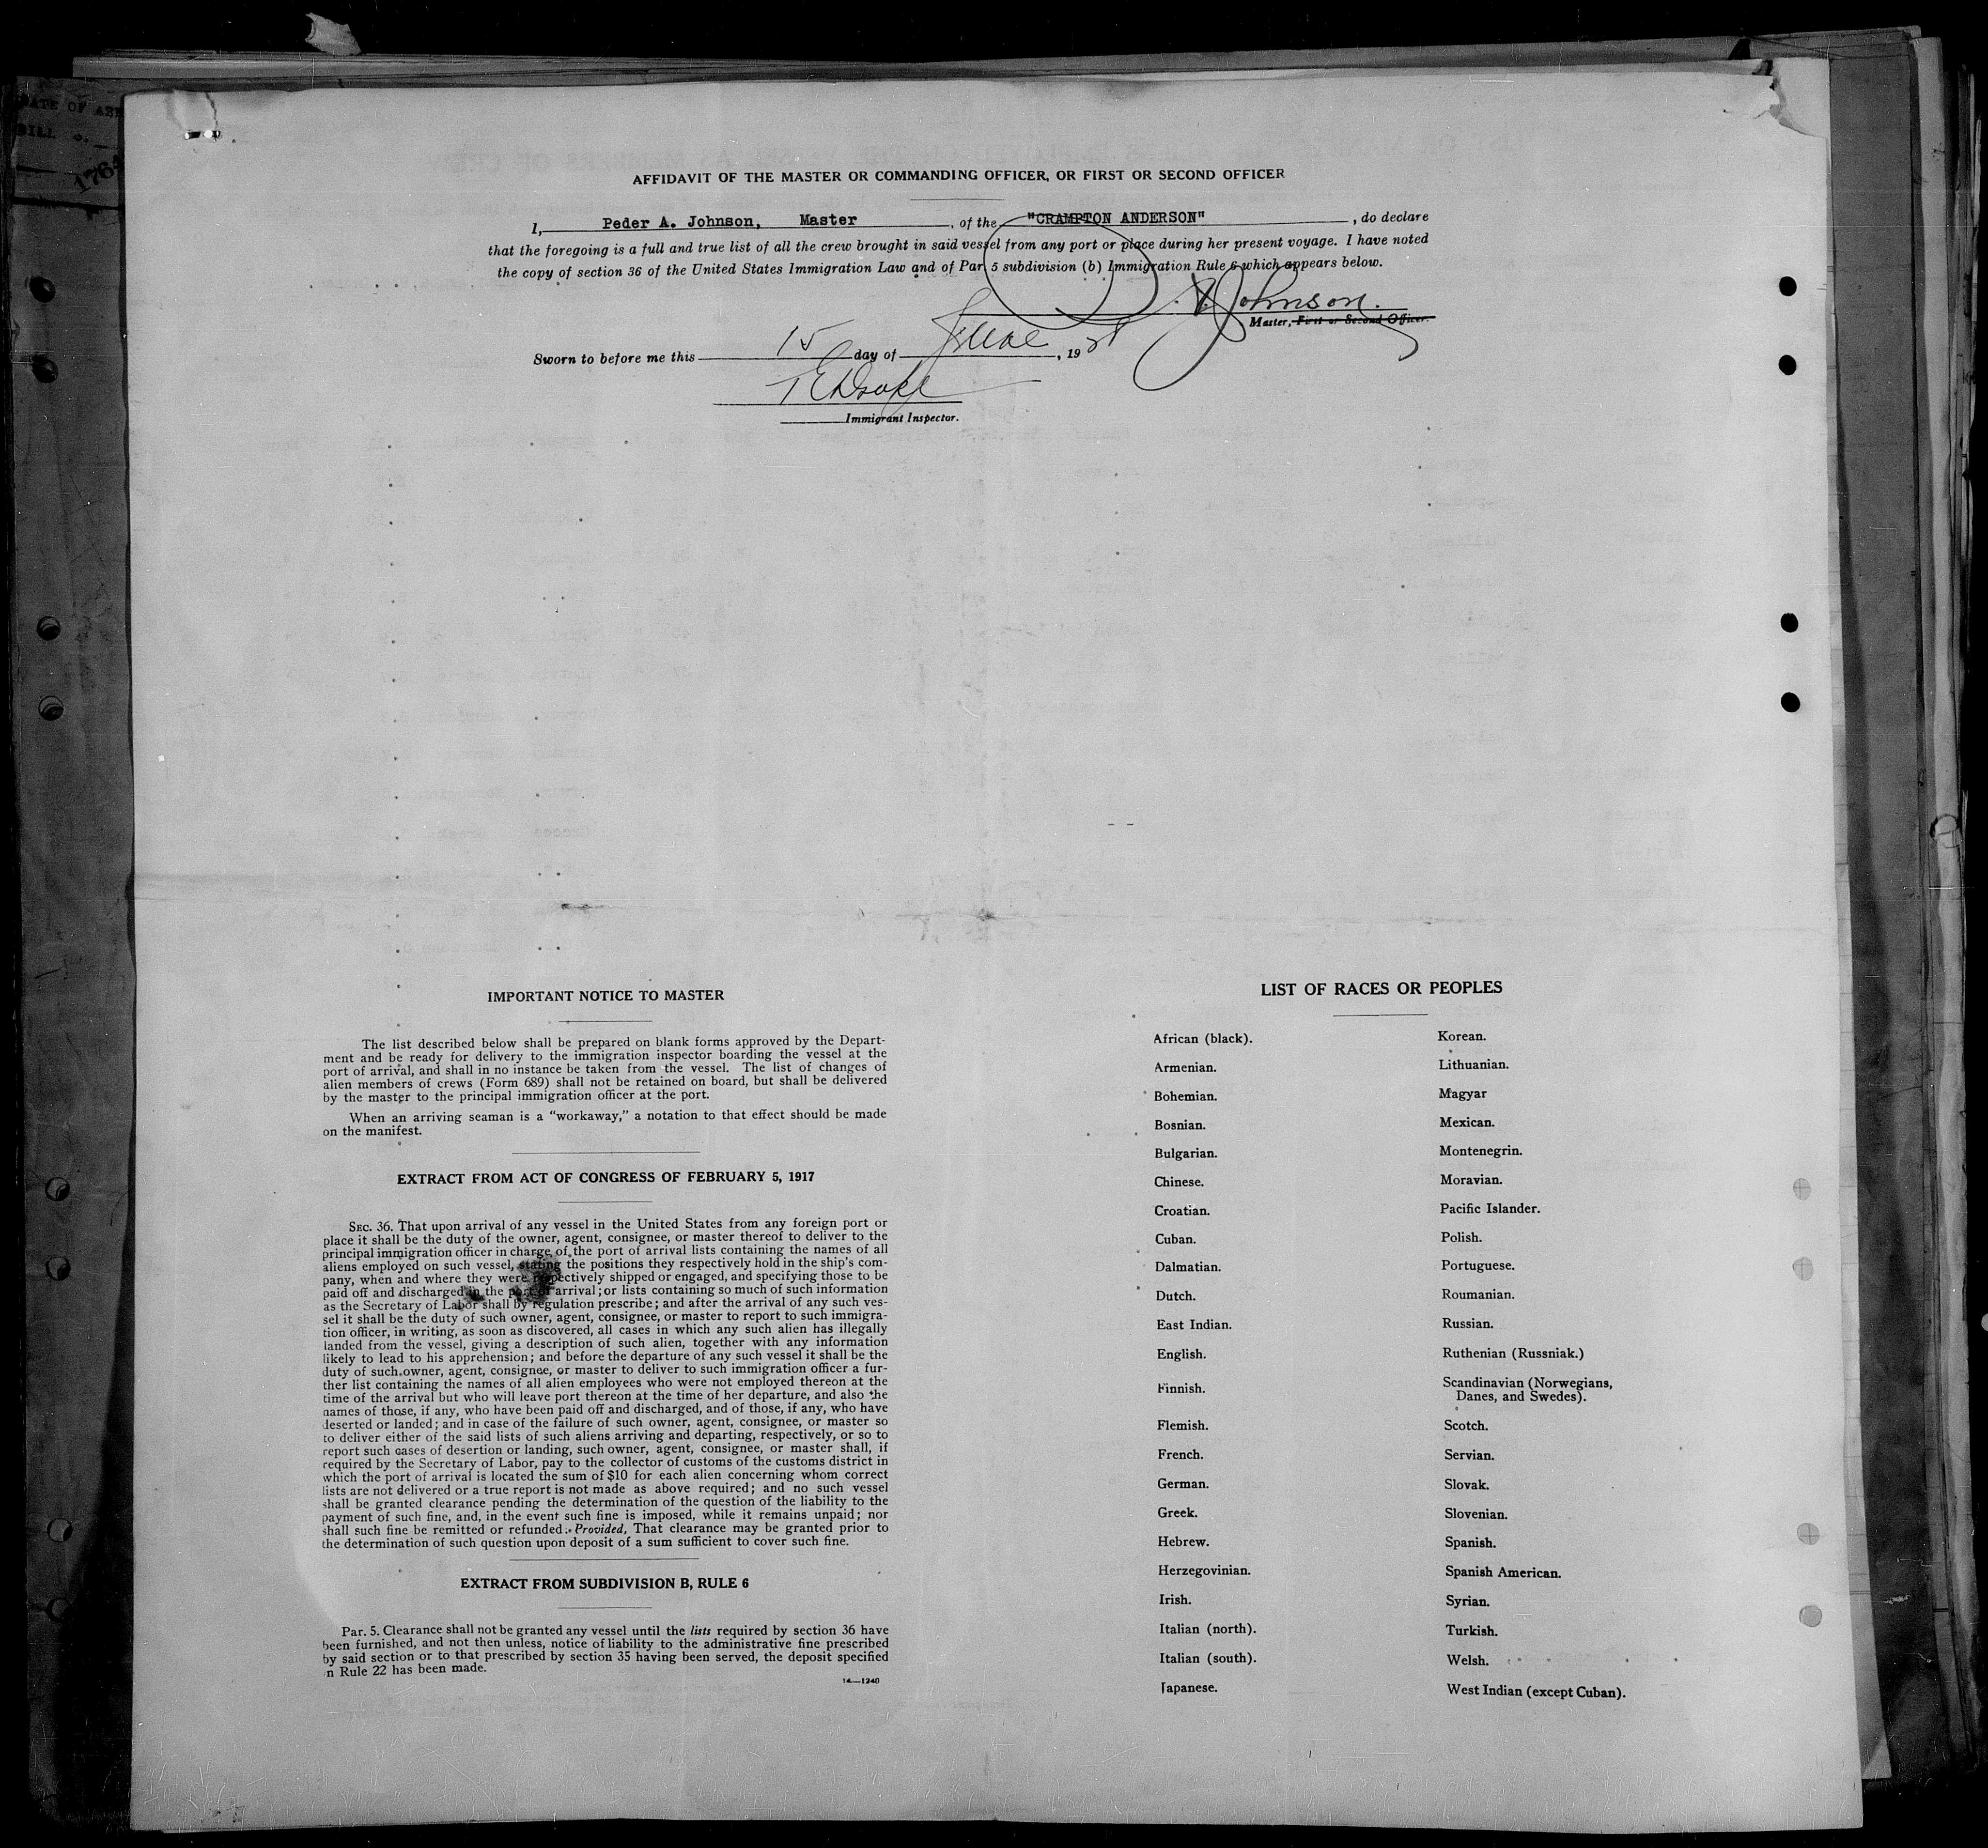 DATE OF ARR
BILL
1764
AFFIDAVIT OF THE MASTER OR COMMANDING OFFICER, OR FIRST OR SECOND OFFICER
I, Peder A. Johnson, Master, of the "CRAMPTON ANDERSON", do declare
that the foregoing is a full and true list of all the crew brought in said vessel from any port or place during her present voyage. I have noted
the copy of section 36 of the United States Immigration Law and of Par 5 subdivision (b) Immigration Rule 6 which appears below.
Johnson.
Master, First or Second Officer.
Sworn to before me this 15 day of June, 19
Immigrant Inspector.
IMPORTANT NOTICE TO MASTER
The list described below shall be prepared on blank forms approved by the Depart-
ment and be ready for delivery to the immigration inspector boarding the vessel at the
port of arrival, and shall in no instance be taken from the vessel. The list of changes of
alien members of crews (Form 689) shall not be retained on board, but shall be delivered
by the master to the principal immigration officer at the port.
When an arriving seaman is a "workaway," a notation to that effect should be made
on the manifest.
EXTRACT FROM ACT OF CONGRESS OF FEBRUARY 5, 1917
SEC. 36. That upon arrival of any vessel in the United States from any foreign port or
place it shall be the duty of the owner, agent, consignee, or master thereof to deliver to the
principal immigration officer in charge of the port of arrival lists containing the names of all
aliens employed on such vessel, stating the positions they respectively hold in the ship's com-
pany, when and where they were respectively shipped or engaged, and specifying those to be
paid off and discharged in the port of arrival; or lists containing so much of such information
as the Secretary of Labor shall by regulation prescribe; and after the arrival of any such ves-
sel it shall be the duty of such owner, agent, consignee, or master to report to such immigra-
tion officer, in writing, as soon as discovered, all cases in which any such alien has illegally
landed from the vessel, giving a description of such alien, together with any information
likely to lead to his apprehension; and before the departure of any such vessel it shall be the
duty of such owner, agent, consignee, or master to deliver to such immigration officer a fur-
ther list containing the names of all alien employees who were not employed thereon at the
time of the arrival but who will leave port thereon at the time of her departure, and also the
names of those, if any, who have been paid off and discharged, and of those, if any, who have
deserted or landed; and in case of the failure of such owner, agent, consignee, or master so
to deliver either of the said lists of such aliens arriving and departing, respectively, or so to
report such cases of desertion or landing, such owner, agent, consignee, or master shall, if
required by the Secretary of Labor, pay to the collector of customs of the customs district in
which the port of arrival is located the sum of $10 for each alien concerning whom correct
lists are not delivered or a true report is not made as above required; and no such vessel
shall be granted clearance pending the determination of the question of the liability to the
payment of such fine, and, in the event such fine is imposed, while it remains unpaid; nor
shall such fine be remitted or refunded: Provided, That clearance may be granted prior to
the determination of such question upon deposit of a sum sufficient to cover such fine.
EXTRACT FROM SUBDIVISION B, RULE 6
Par. 5. Clearance shall not be granted any vessel until the lists required by section 36 have
been furnished, and not then unless, notice of liability to the administrative fine prescribed
by said section or to that prescribed by section 35 having been served, the deposit specified
n Rule 22 has been made.
14—1240
LIST OF RACES OR PEOPLES
African (black).
Armenian.
Bohemian.
Bosnian.
Bulgarian.
Chinese.
Croatian.
Cuban.
Dalmatian.
Dutch.
East Indian.
English.
Finnish.
Flemish.
French.
German.
Greek.
Hebrew.
Herzegovinian.
Irish.
Italian (north).
Italian (south).
Japanese.
Korean.
Lithuanian.
Magyar
Mexican.
Montenegrin.
Moravian.
Pacific Islander.
Polish.
Portuguese.
Roumanian.
Russian.
Ruthenian (Russniak.)
Scandinavian (Norwegians,
Danes, and Swedes).
Scotch.
Servian.
Slovak.
Slovenian.
Spanish.
Spanish American.
Syrian.
Turkish.
Welsh.
West Indian (except Cuban).